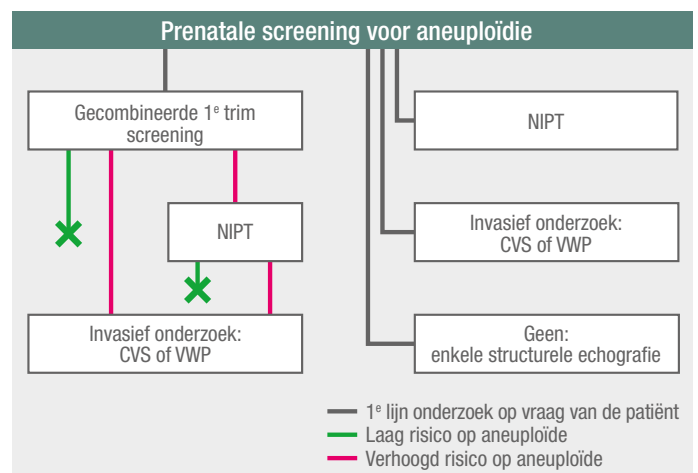 Prenatale screening voor aneuploïdie
Gecombineerde 1e trim
screening
NIPT
Invasief onderzoek:
CVS of VWP
NIPT
Invasief onderzoek:
CVS of VWP
Geen:
enkele structurele echografie
1e lijn onderzoek op vraag van de patiënt
Laag risico op aneuploïde
Verhoogd risico op aneuploïde